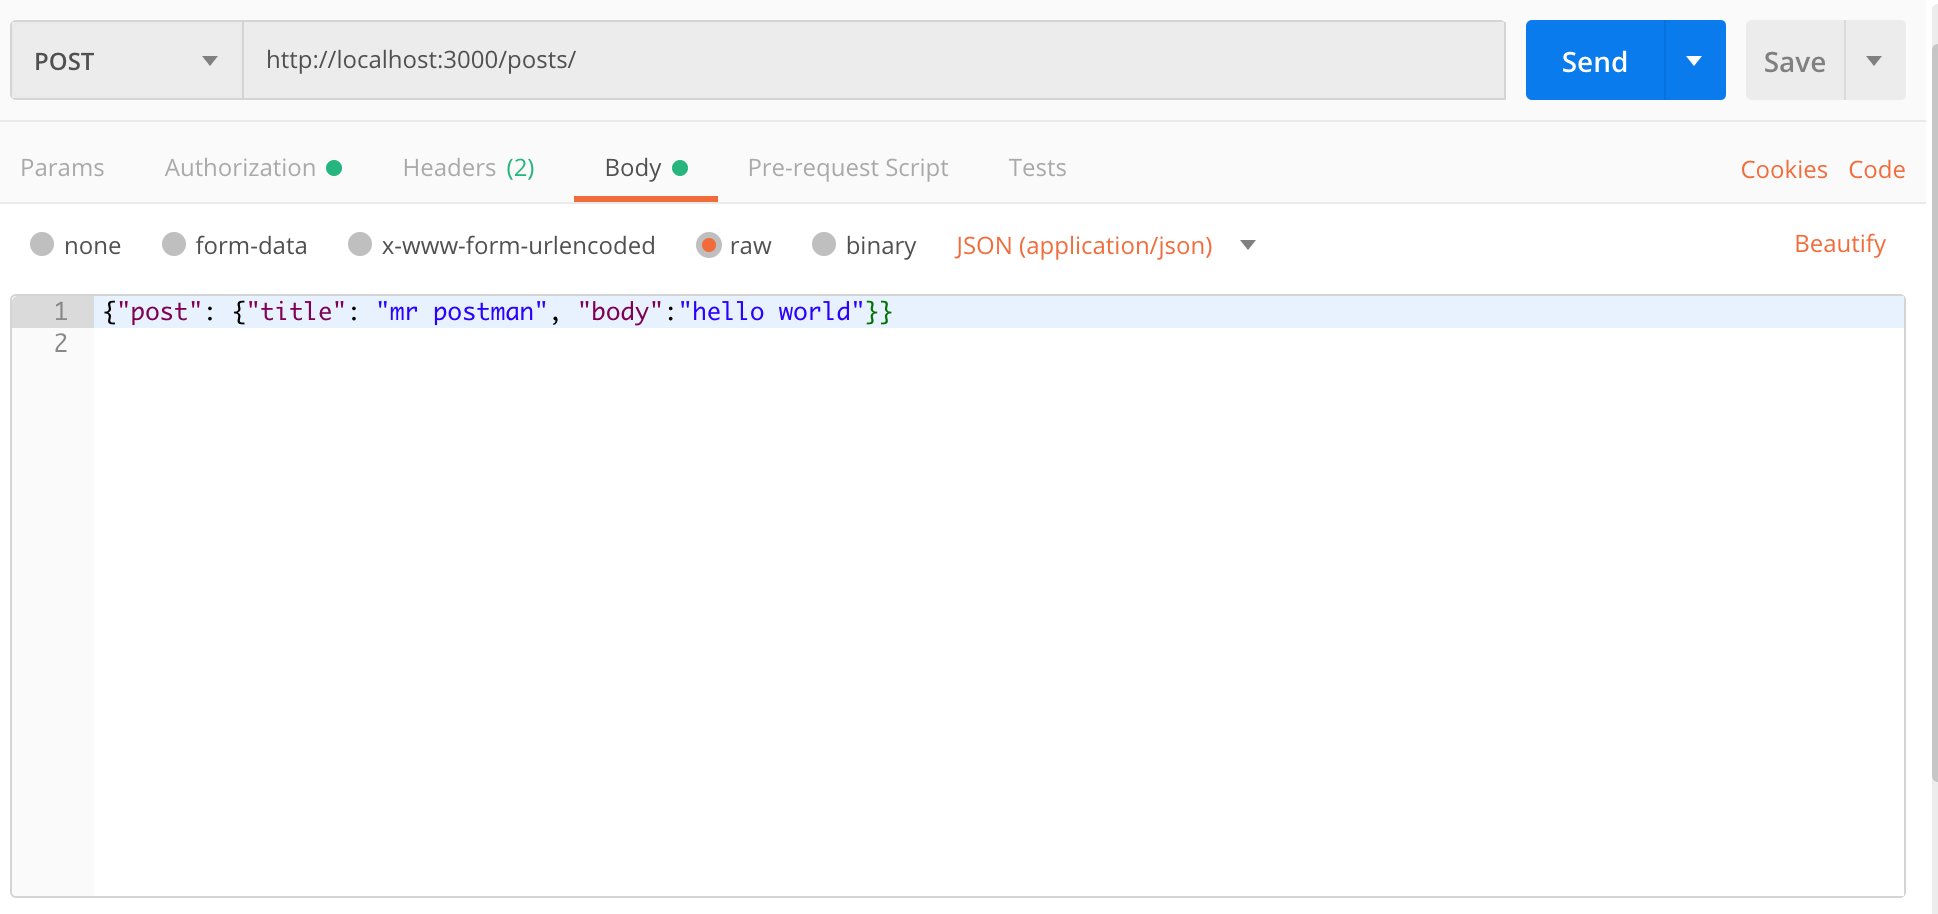 POST http://localhost:3000/posts/ Send Save
Params Authorization Headers (2) Body Pre-request Script Tests Cookies Code
none form-data x-www-form-urlencoded raw binary JSON (application/json) Beautify
1 {"post": {"title": "mr postman", "body":"hello world"}}
2